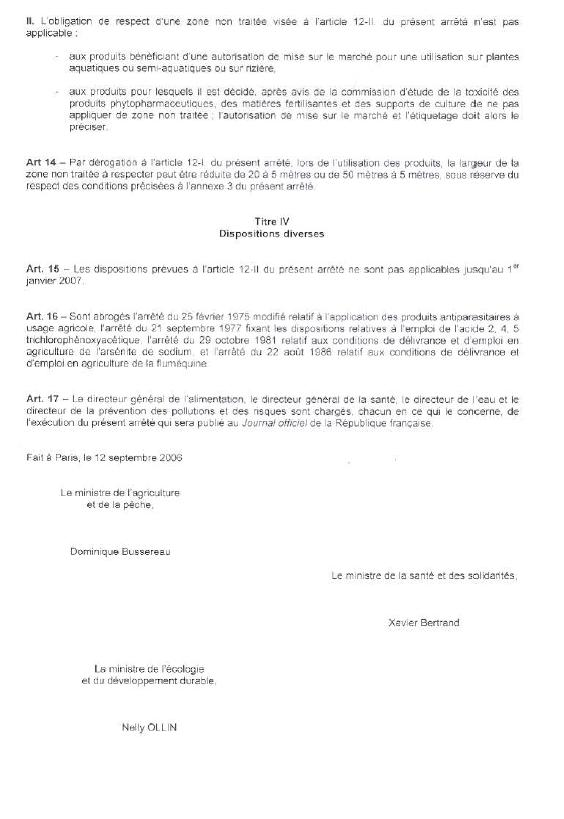 II. L'obligation de respect d'une zone non traitée visée à l'article 12-II. du présent arrêté n'est pas
applicable :
- aux produits bénéficiant d'une autorisation de mise sur le marché pour une utilisation sur plantes
aquatiques ou semi-aquatiques ou sur rizière,
- aux produits pour lesquels il est décidé, après avis de la commission d'étude de la toxicité des
produits phytopharmaceutiques, des matières fertilisantes et des supports de culture de ne pas
appliquer de zone non traitée ; l'autorisation de mise sur le marché et l'étiquetage doit alors le
préciser.
Art 14 – Par dérogation à l'article 12-I. du présent arrêté, lors de l'utilisation des produits, la largeur de la
zone non traitée à respecter peut être réduite de 20 à 5 mètres ou de 50 mètres à 5 mètres, sous réserve du
respect des conditions précisées à l'annexe 3 du présent arrêté.
Titre IV
Dispositions diverses
Art. 15 – Les dispositions prévues à l'article 12-II du présent arrêté ne sont pas applicables jusqu'au 1er
janvier 2007.
Art. 16 – Sont abrogés l'arrêté du 25 février 1975 modifié relatif à l'application des produits antiparasitaires à
usage agricole, l'arrêté du 21 septembre 1977 fixant les dispositions relatives à l'emploi de l'acide 2, 4, 5
trichlorophénoxyacétique, l'arrêté du 29 octobre 1981 relatif aux conditions de délivrance et d'emploi en
agriculture de l'arsénite de sodium, et l'arrêté du 22 août 1986 relatif aux conditions de délivrance et
d'emploi en agriculture de la fluméquine.
Art. 17 – Le directeur général de l'alimentation, le directeur général de la santé, le directeur de l'eau et le
directeur de la prévention des pollutions et des risques sont chargés, chacun en ce qui le concerne, de
l'exécution du présent arrêté qui sera publié au Journal officiel de la République française.
Fait à Paris, le 12 septembre 2006
Le ministre de l'agriculture
et de la pêche,
Dominique Bussereau
Le ministre de la santé et des solidarités,
Xavier Bertrand
La ministre de l'écologie
et du développement durable,
Nelly OLLIN